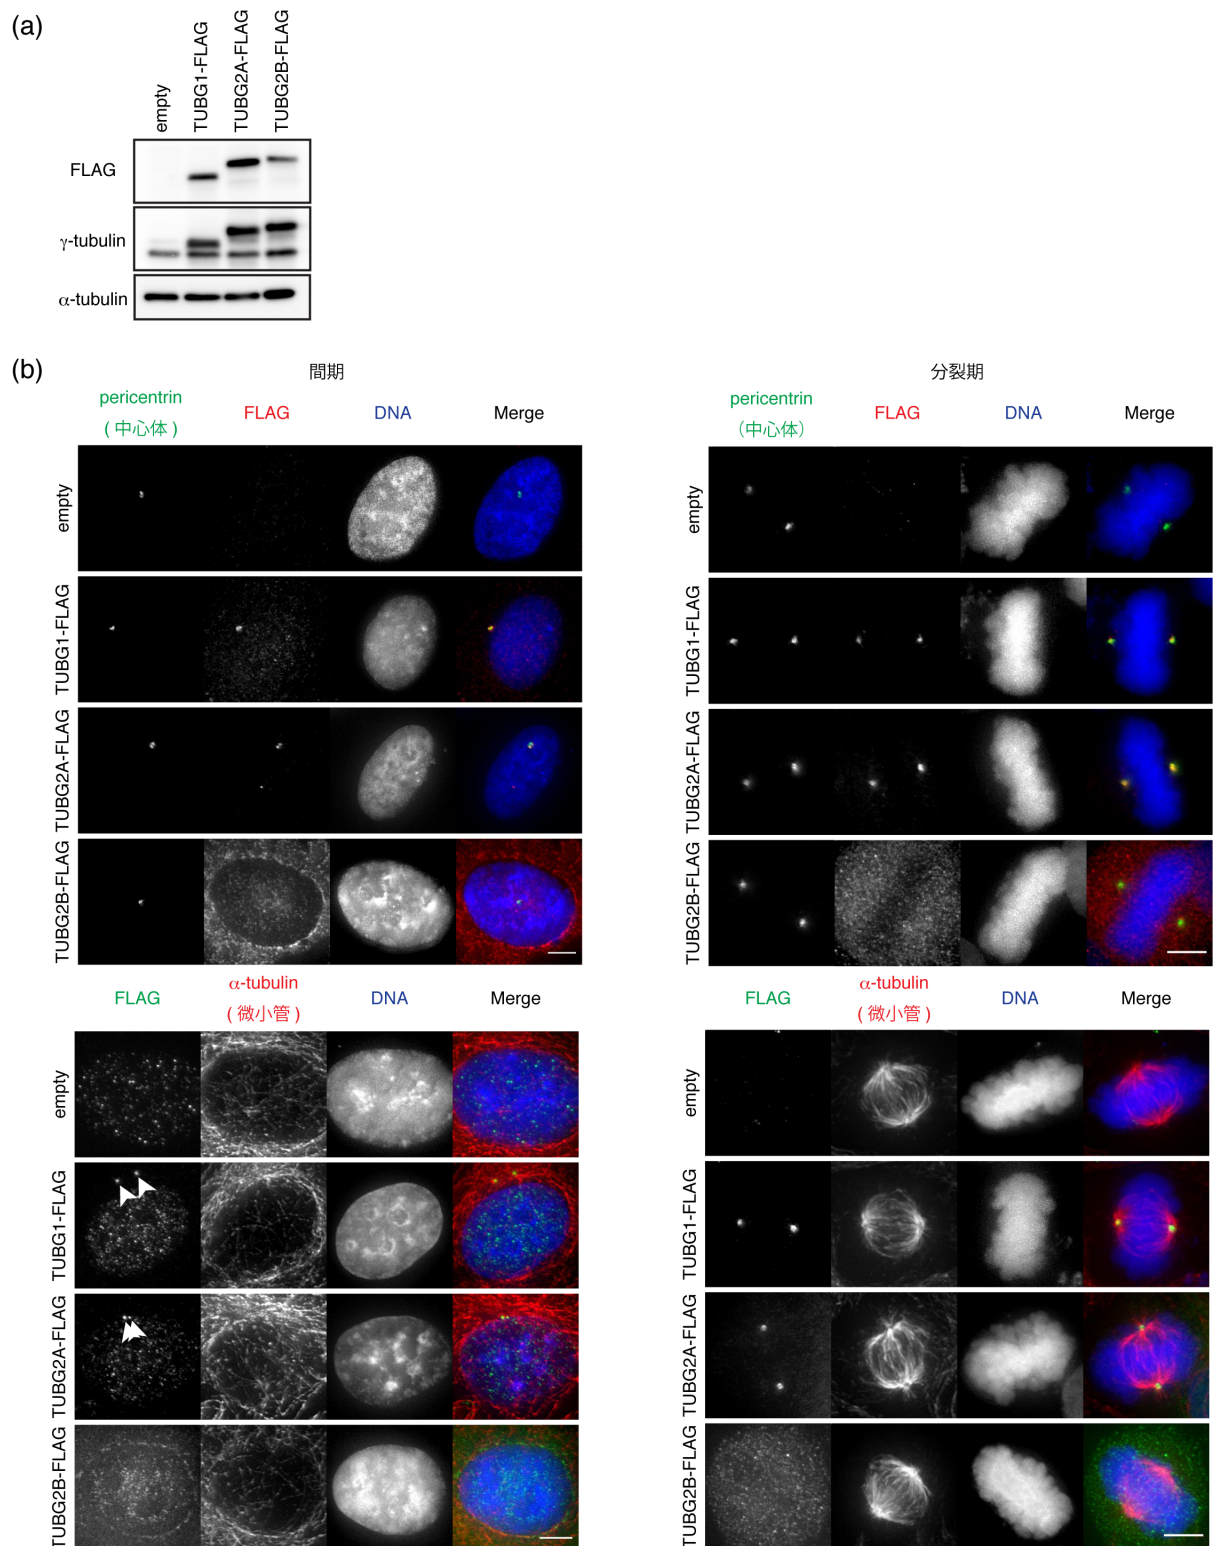 (a)
empty
TUBG1-FLAG
TUBG2A-FLAG
TUBG2B-FLAG
FLAG
γ-tubulin
α-tubulin
(b)
間期
pericentrin
( 中心体 )
FLAG
DNA
Merge
empty
TUBG1-FLAG
TUBG2A-FLAG
TUBG2B-FLAG
分裂期
pericentrin
(中心体)
FLAG
DNA
Merge
empty
TUBG1-FLAG
TUBG2A-FLAG
TUBG2B-FLAG
FLAG
α-tubulin
( 微小管 )
DNA
Merge
empty
TUBG1-FLAG
TUBG2A-FLAG
TUBG2B-FLAG
FLAG
α-tubulin
( 微小管 )
DNA
Merge
empty
TUBG1-FLAG
TUBG2A-FLAG
TUBG2B-FLAG